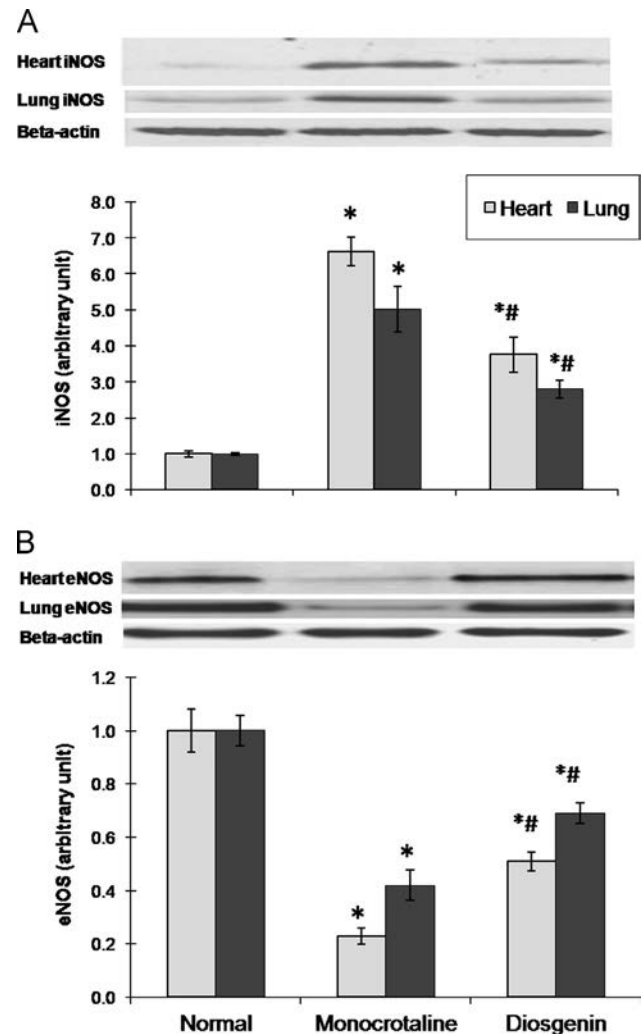 A
Heart iNOS
Lung iNOS
Beta-actin
Heart Lung
8.0
7.0
6.0
5.0
4.0
3.0
2.0
1.0
0.0
iNOS (arbitrary unit)
*
*
*#
*#
B
Heart eNOS
Lung eNOS
Beta-actin
1.2
1.0
0.8
0.6
0.4
0.2
0.0
eNOS (arbitrary unit)
*
*
*#
*#
Normal Monocrotaline Diosgenin